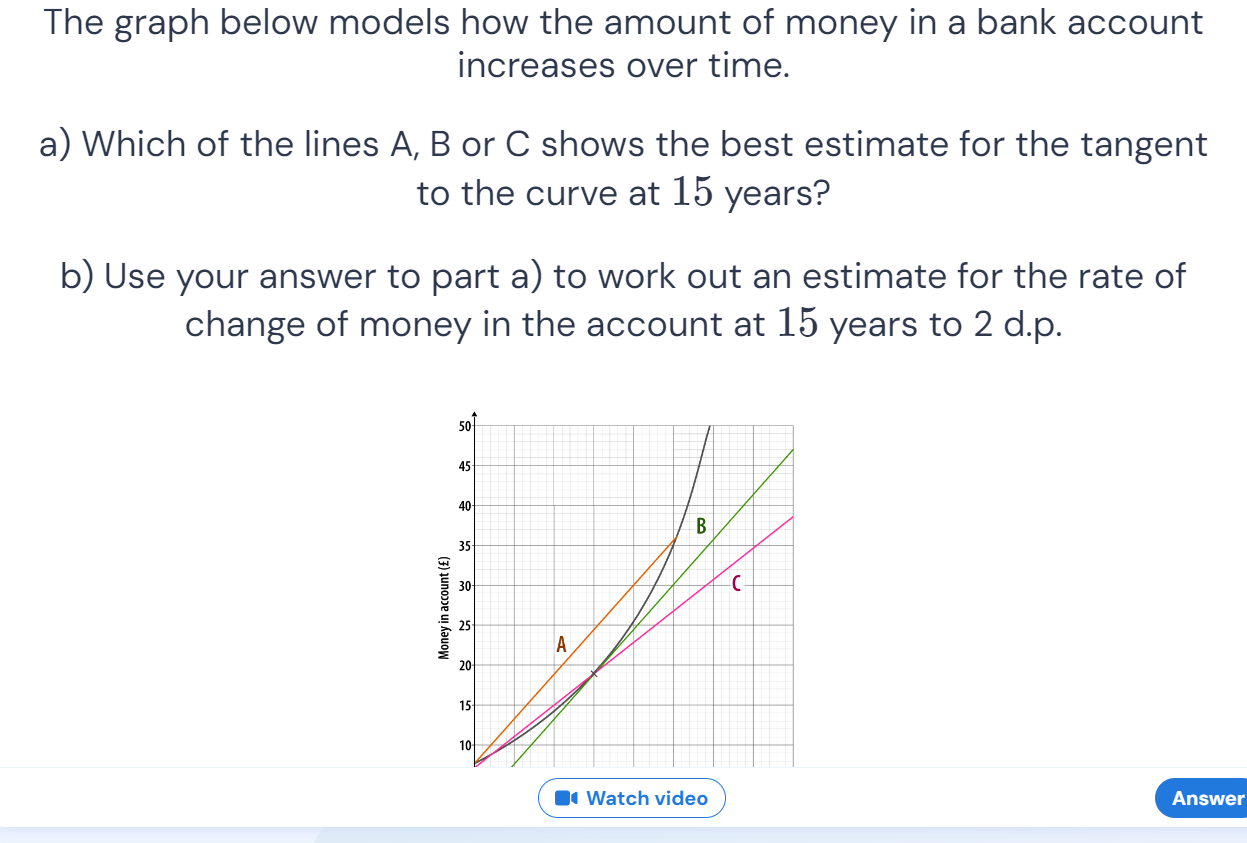 The graph below models how the amount of money in a bank account
increases over time.
a) Which of the lines A, B or C shows the best estimate for the tangent
to the curve at 15 years?
b) Use your answer to part a) to work out an estimate for the rate of
change of money in the account at 15 years to 2 d.p.
50
45
40
35
30
25
20
15
10
Money in account (£)
A
B
C
Watch video
Answer